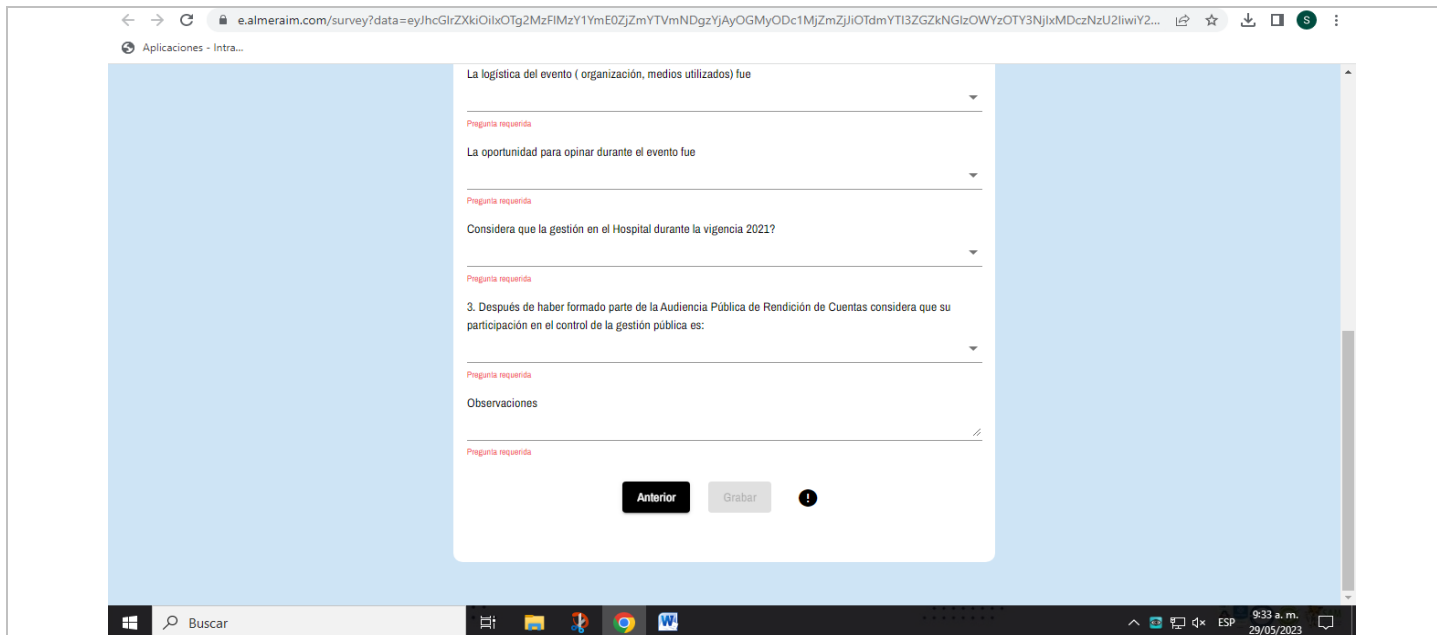 e.almeraim.com/survey?data=eyJhcGlrZXkiOiIxOTg2MzFlMzY1YmE0ZjZmYTVmNDgzYjAyOGMyODc1MjZmZjJiOTdmYTI3ZGZkNGIzOWYzOTY3NjIxMDczNzU2IiwiY2...
S
Aplicaciones - Intra...
La logística del evento ( organización, medios utilizados) fue
Pregunta requerida
La oportunidad para opinar durante el evento fue
Pregunta requerida
Considera que la gestión en el Hospital durante la vigencia 2021?
Pregunta requerida
3. Después de haber formado parte de la Audiencia Pública de Rendición de Cuentas considera que su
participación en el control de la gestión pública es:
Pregunta requerida
Observaciones
Pregunta requerida
Anterior Grabar
Buscar
W
ESP
9:33 a. m.
29/05/2023